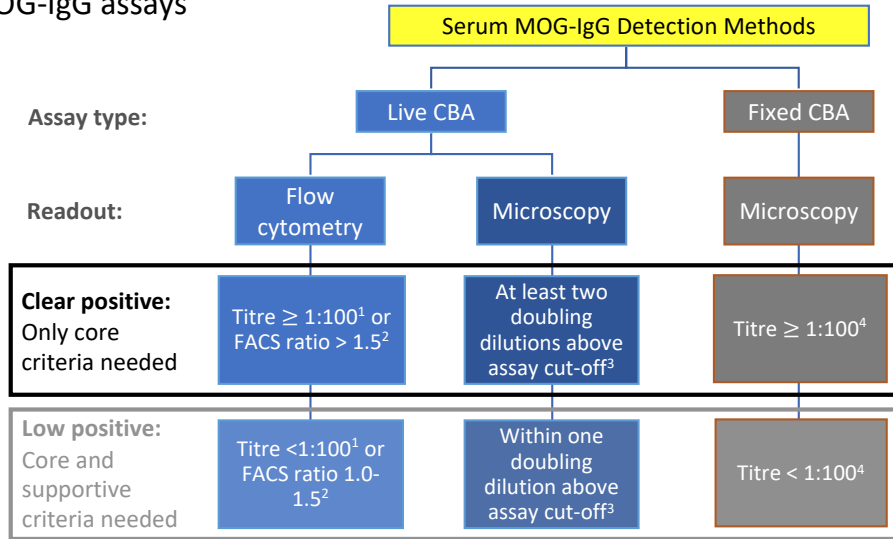 OG-IgG assays
Serum MOG-IgG Detection Methods
Assay type:
Live CBA
Fixed CBA
Readout:
Flow
cytometry
Microscopy
Microscopy
Clear positive:
Only core
criteria needed
Titre ≥ 1:100¹ or
FACS ratio > 1.5²
At least two
doubling
dilutions above
assay cut-off³
Titre ≥ 1:100⁴
Low positive:
Core and
supportive
criteria needed
Titre <1:100¹ or
FACS ratio 1.0-
1.5²
Within one
doubling
dilution above
assay cut-off³
Titre < 1:100⁴